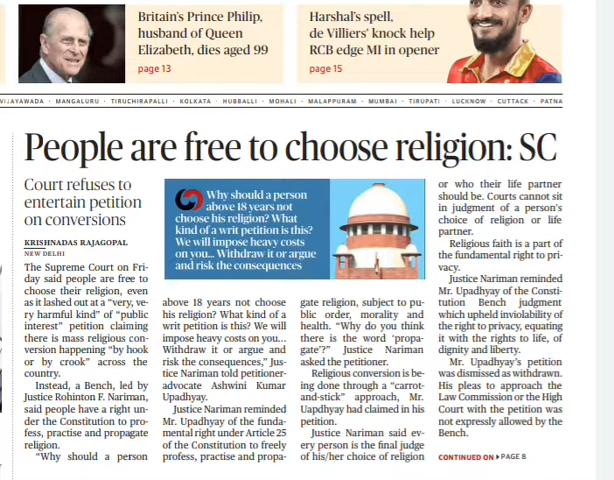 Britain's Prince Philip,
husband of Queen
Elizabeth, dies aged 99
page 13
Harshal's spell,
de Villiers' knock help
RCB edge MI in opener
page 15
VIJAYAWADA · MANGALURU · TIRUCHIRAPALLI · KOLKATA · HUBBALLI · MOHALI · MALAPPURAM · MUMBAI · TIRUPATI · LUCKNOW · CUTTACK · PATNA
People are free to choose religion: SC
Court refuses to
entertain petition
on conversions
KRISHNADAS RAJAGOPAL
NEW DELHI
The Supreme Court on Fri-
day said people are free to
choose their religion, even
as it lashed out at a “very, ve-
ry harmful kind” of “public
interest” petition claiming
there is mass religious con-
version happening “by hook
or by crook” across the
country.
Instead, a Bench, led by
Justice Rohinton F. Nariman,
said people have a right un-
der the Constitution to pro-
fess, practise and propagate
religion.
“Why should a person
Why should a person
above 18 years not
choose his religion? What
kind of a writ petition is this?
We will impose heavy costs
on you... Withdraw it or argue
and risk the consequences
above 18 years not choose
his religion? What kind of a
writ petition is this? We will
impose heavy costs on you...
Withdraw it or argue and
risk the consequences,” Jus-
tice Nariman told petitioner-
advocate Ashwini Kumar
Upadhyay.
Justice Nariman reminded
Mr. Upadhyay of the funda-
mental right under Article 25
of the Constitution to freely
profess, practise and propa-
gate religion, subject to pu-
blic order, morality and
health. “Why do you think
there is the word ‘propa-
gate’?” Justice Nariman
asked the petitioner.
Religious conversion is be-
ing done through a “carrot-
and-stick” approach, Mr.
Uapdhyay had claimed in his
petition.
Justice Nariman said ev-
ery person is the final judge
of his/her choice of religion
or who their life partner
should be. Courts cannot sit
in judgment of a person's
choice of religion or life
partner.
Religious faith is a part of
the fundamental right to pri-
vacy.
Justice Nariman reminded
Mr. Upadhyay of the Consti-
tution Bench judgment
which upheld inviolability of
the right to privacy, equating
it with the rights to life, of
dignity and liberty.
Mr. Upadhyay's petition
was dismissed as withdrawn.
His pleas to approach the
Law Commission or the High
Court with the petition was
not expressly allowed by the
Bench.
CONTINUED ON ▸ PAGE 8